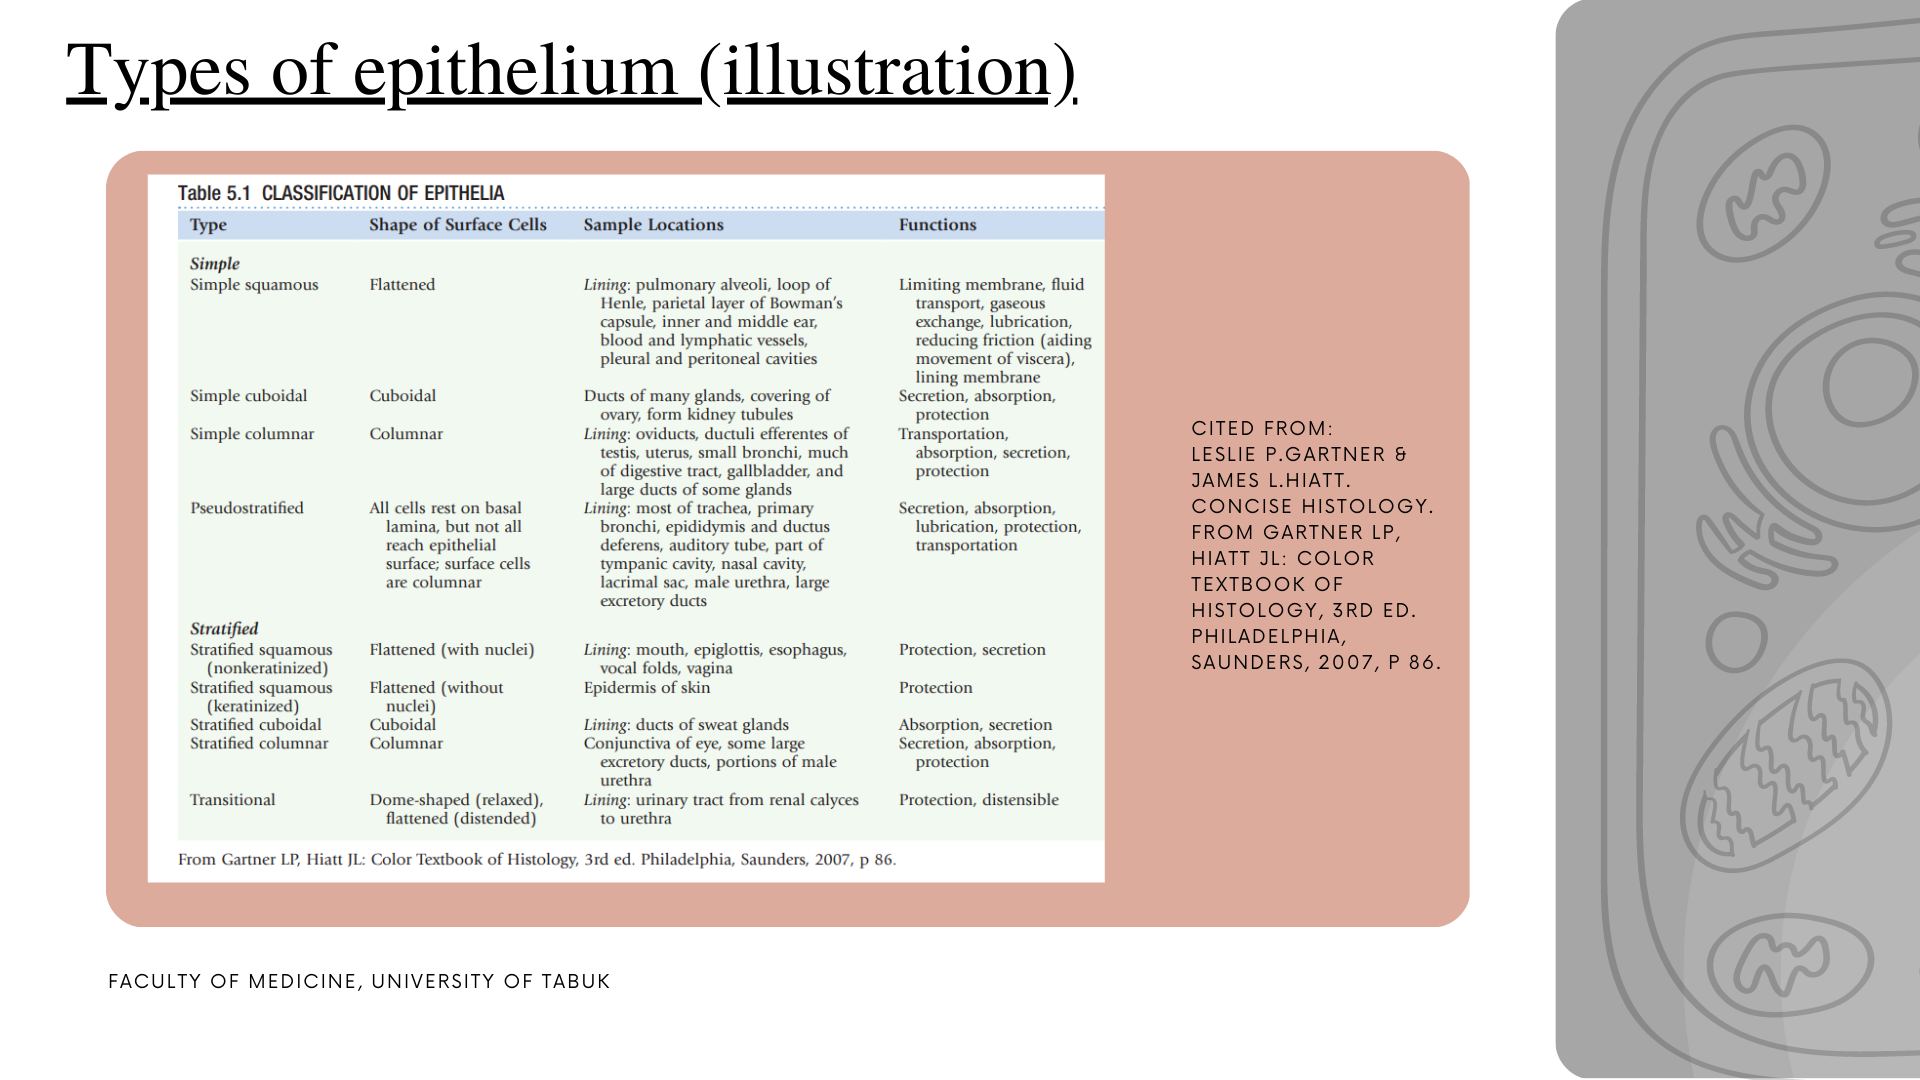 Types of epithelium (illustration)
Table 5.1 CLASSIFICATION OF EPITHELIA
Type Shape of Surface Cells Sample Locations Functions
Simple
Simple squamous Flattened Lining: pulmonary alveoli, loop of Limiting membrane, fluid
Henle, parietal layer of Bowman's transport, gaseous
capsule, inner and middle ear, exchange, lubrication,
blood and lymphatic vessels, reducing friction (aiding
pleural and peritoneal cavities movement of viscera),
lining membrane
Simple cuboidal Cuboidal Ducts of many glands, covering of Secretion, absorption,
ovary, form kidney tubules protection
Simple columnar Columnar Lining: oviducts, ductuli efferentes of Transportation,
testis, uterus, small bronchi, much absorption, secretion,
of digestive tract, gallbladder, and protection
large ducts of some glands
Pseudostratified All cells rest on basal Lining: most of trachea, primary Secretion, absorption,
lamina, but not all bronchi, epididymis and ductus lubrication, protection,
reach epithelial deferens, auditory tube, part of transportation
surface; surface cells tympanic cavity, nasal cavity,
are columnar lacrimal sac, male urethra, large
excretory ducts
Stratified
Stratified squamous Flattened (with nuclei) Lining: mouth, epiglottis, esophagus, Protection, secretion
(nonkeratinized) vocal folds, vagina
Stratified squamous Flattened (without Epidermis of skin Protection
(keratinized) nuclei)
Stratified cuboidal Cuboidal Lining: ducts of sweat glands Absorption, secretion
Stratified columnar Columnar Conjunctiva of eye, some large Secretion, absorption,
excretory ducts, portions of male protection
urethra
Transitional Dome-shaped (relaxed), Lining: urinary tract from renal calyces Protection, distensible
flattened (distended) to urethra
From Gartner LP, Hiatt JL: Color Textbook of Histology, 3rd ed. Philadelphia, Saunders, 2007, p 86.
CITED FROM:
LESLIE P.GARTNER &
JAMES L.HIATT.
CONCISE HISTOLOGY.
FROM GARTNER LP,
HIATT JL: COLOR
TEXTBOOK OF
HISTOLOGY, 3RD ED.
PHILADELPHIA,
SAUNDERS, 2007, P 86.
FACULTY OF MEDICINE, UNIVERSITY OF TABUK